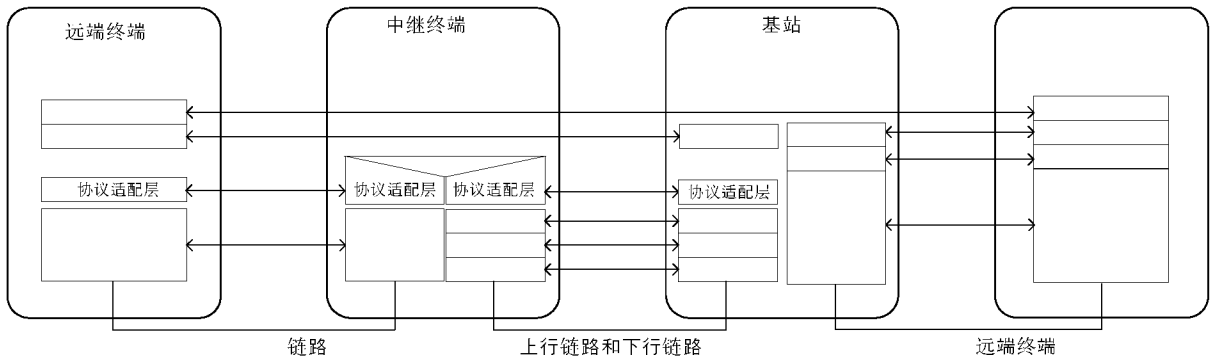 远端终端
中继终端
基站
协议适配层
协议适配层
协议适配层
协议适配层
链路
上行链路和下行链路
远端终端